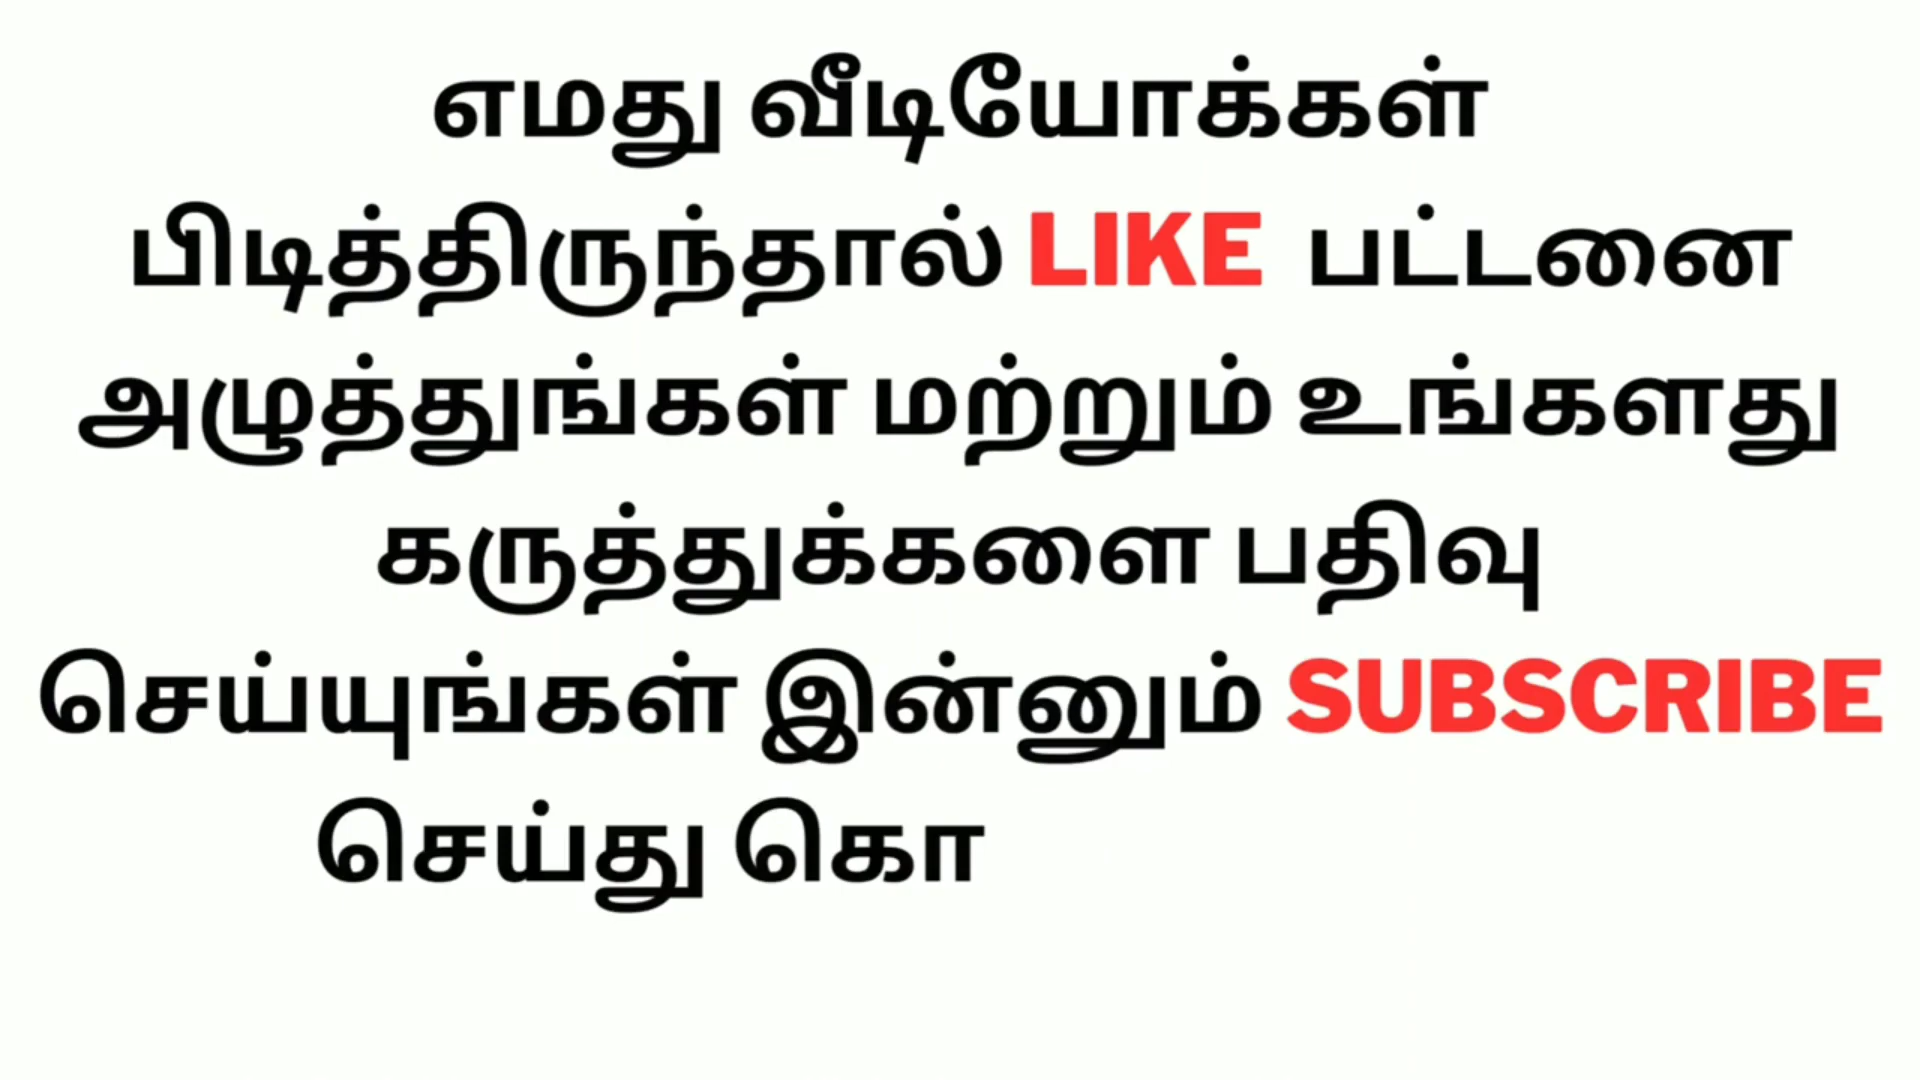 எமது வீடியோக்கள்
பிடித்திருந்தால் LIKE பட்டனை
அழுத்துங்கள் மற்றும் உங்களது
கருத்துக்களை பதிவு
செய்யுங்கள் இன்னும் SUBSCRIBE
செய்து கொ